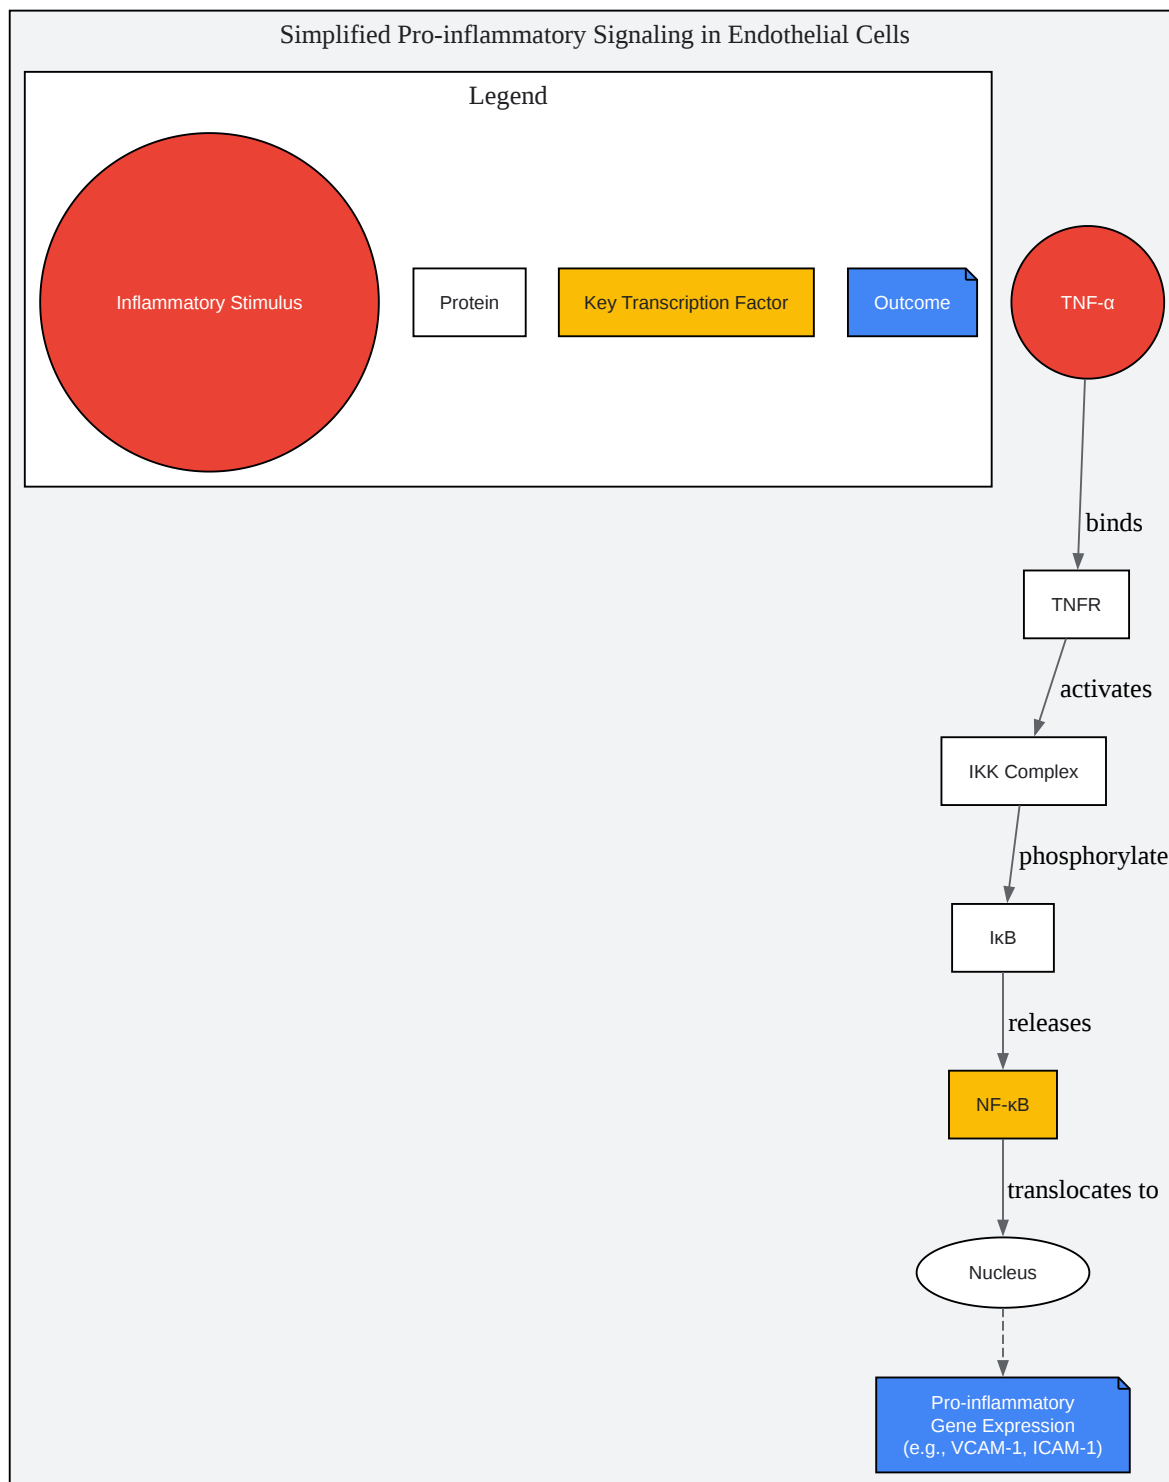 Simplified Pro-inflammatory Signaling in Endothelial Cells
Legend
Inflammatory Stimulus
Protein
Key Transcription Factor
Outcome
TNF-α
binds
TNFR
activates
IKK Complex
phosphorylate
IκB
releases
NF-κB
translocates to
Nucleus
Pro-inflammatory
Gene Expression
(e.g., VCAM-1, ICAM-1)